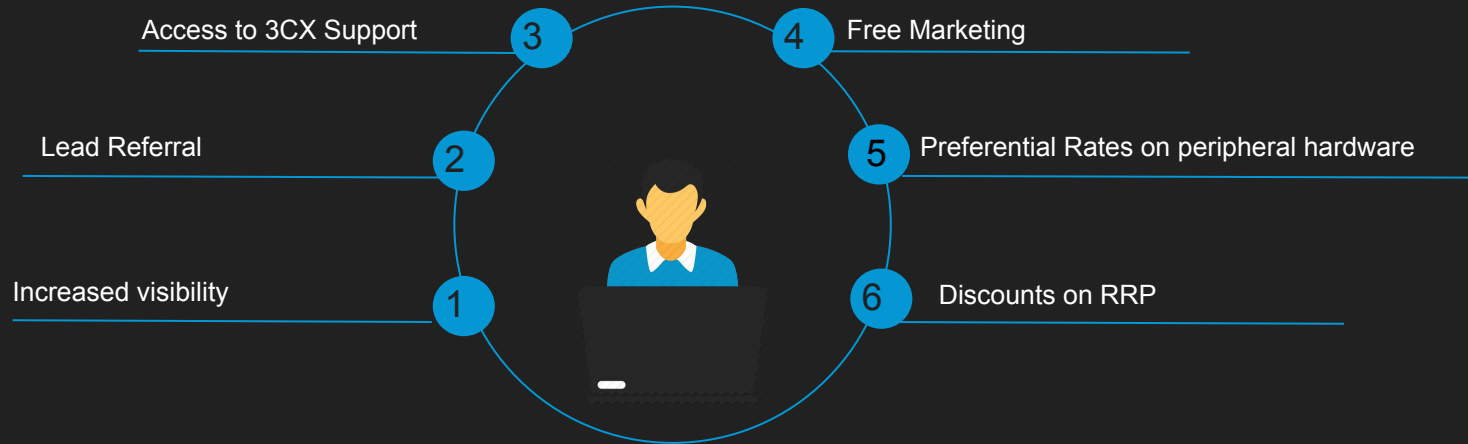 Access to 3CX Support
3
4
Free Marketing
Lead Referral
2
5
Preferential Rates on peripheral hardware
Increased visibility
1
6
Discounts on RRP